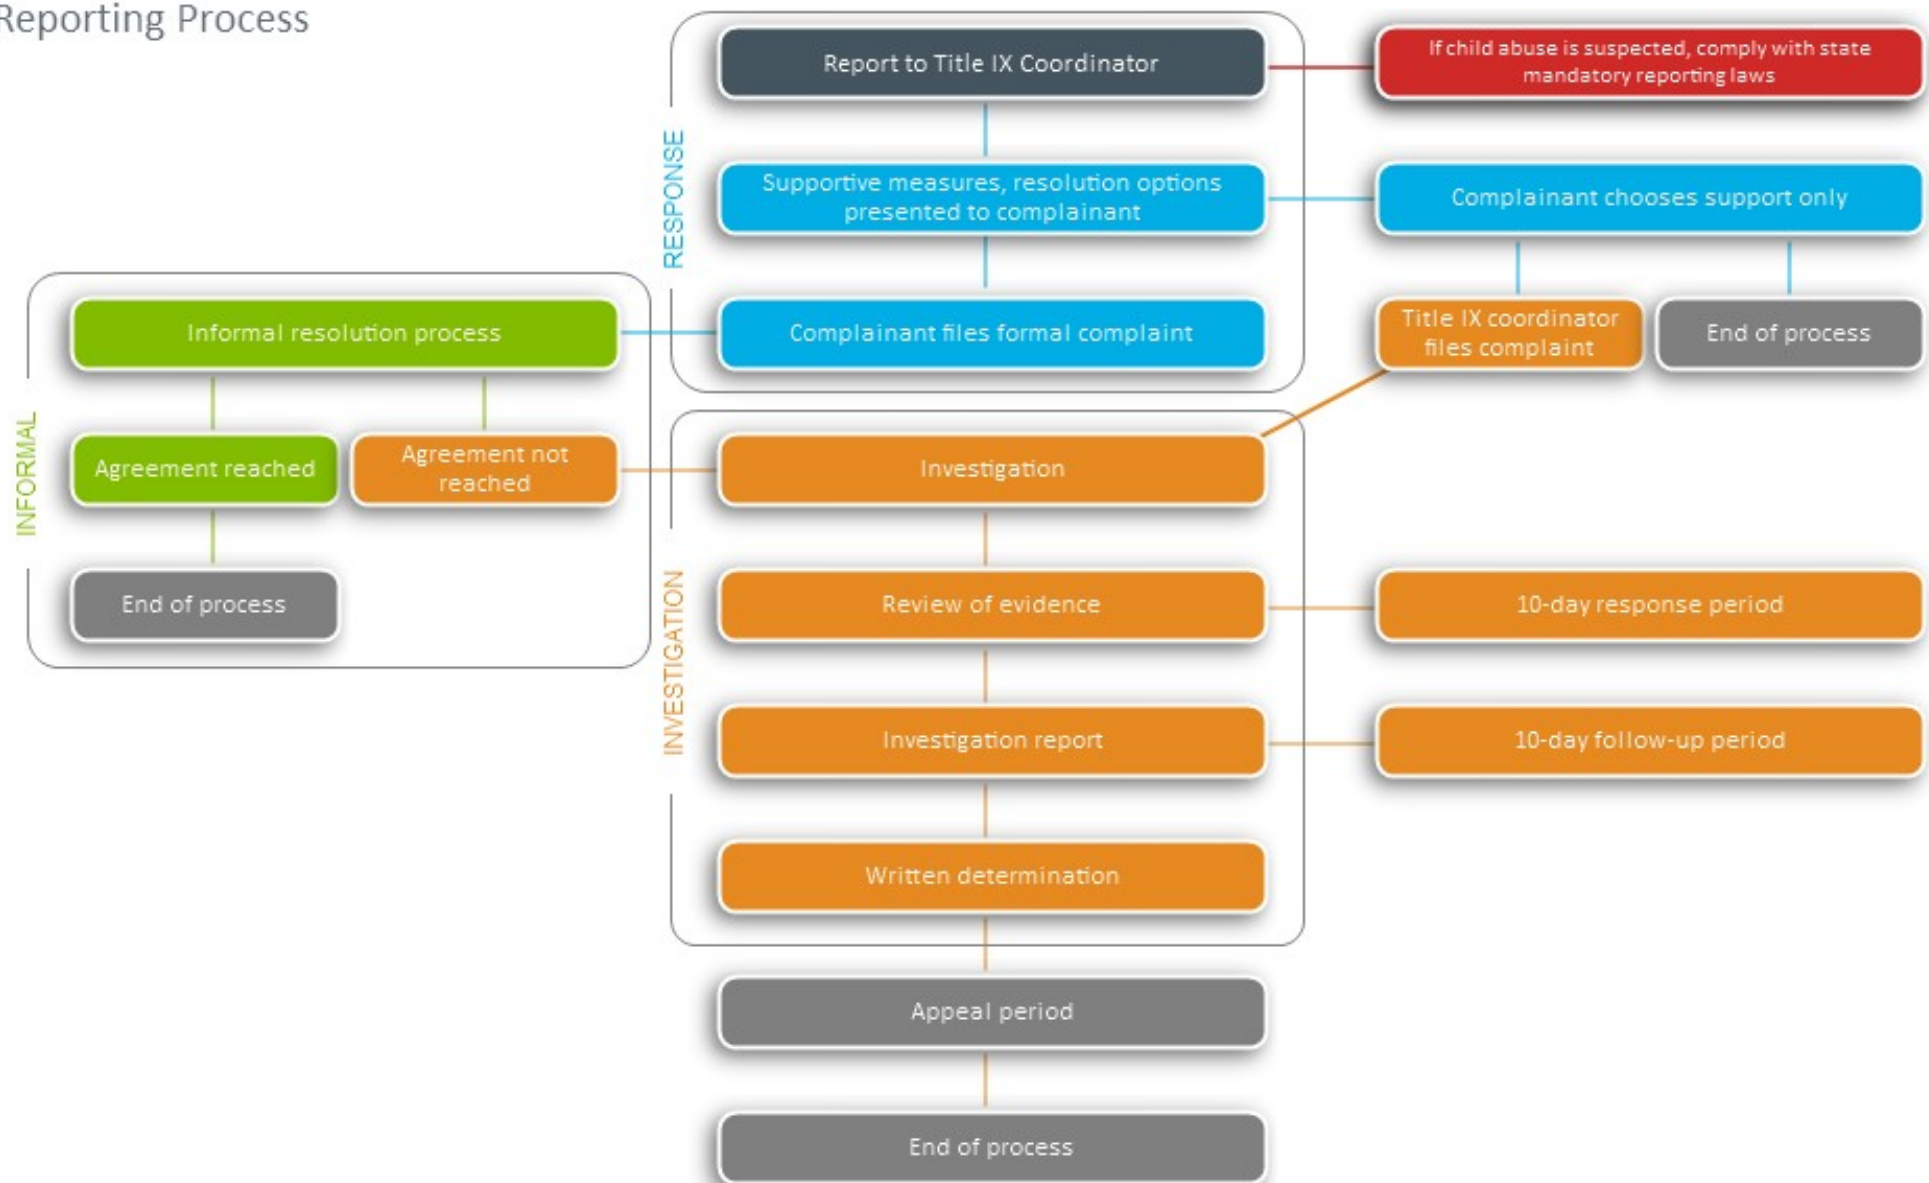 Reporting Process
Report to Title IX Coordinator
If child abuse is suspected, comply with state
mandatory reporting laws
RESPONSE
Supportive measures, resolution options
presented to complainant
Complainant chooses support only
Informal resolution process
Complainant files formal complaint
Title IX coordinator
files complaint
End of process
INFORMAL
Agreement reached
Agreement not
reached
Investigation
End of process
INVESTIGATION
Review of evidence
10-day response period
Investigation report
10-day follow-up period
Written determination
Appeal period
End of process